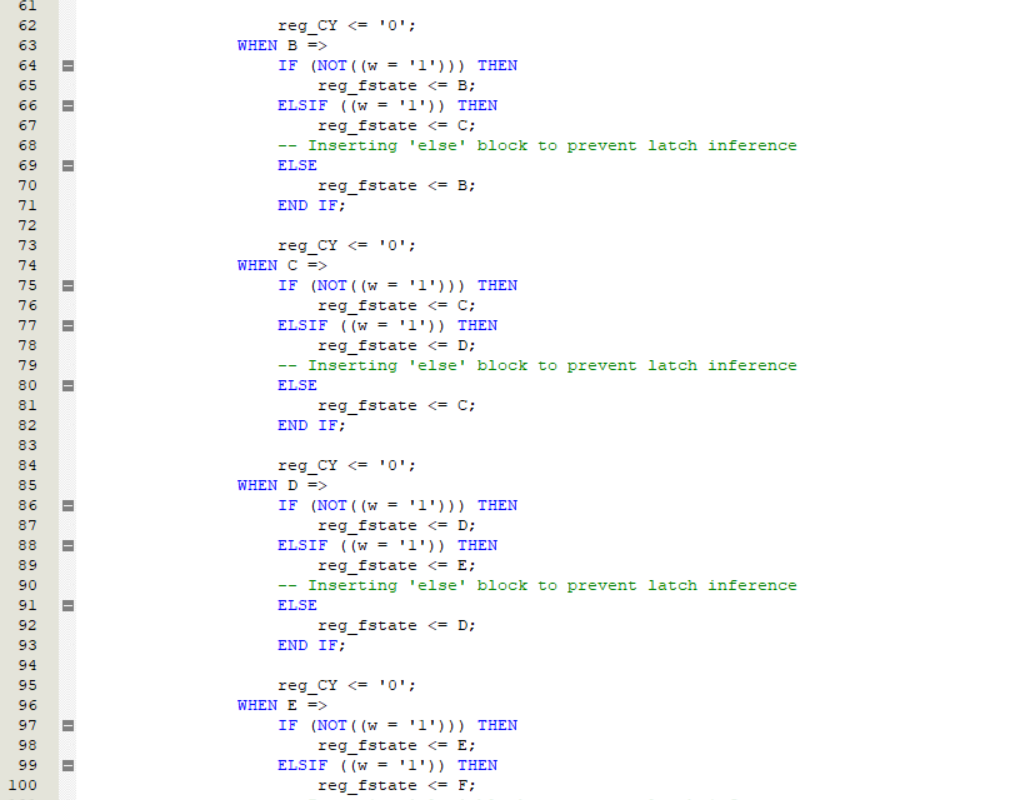 61
62 reg_CY <= '0';
63 WHEN B =>
64 IF (NOT((w = '1'))) THEN
65 reg_fstate <= B;
66 ELSIF ((w = '1')) THEN
67 reg_fstate <= C;
68 -- Inserting 'else' block to prevent latch inference
69 ELSE
70 reg_fstate <= B;
71 END IF;
72
73 reg_CY <= '0';
74 WHEN C =>
75 IF (NOT((w = '1'))) THEN
76 reg_fstate <= C;
77 ELSIF ((w = '1')) THEN
78 reg_fstate <= D;
79 -- Inserting 'else' block to prevent latch inference
80 ELSE
81 reg_fstate <= C;
82 END IF;
83
84 reg_CY <= '0';
85 WHEN D =>
86 IF (NOT((w = '1'))) THEN
87 reg_fstate <= D;
88 ELSIF ((w = '1')) THEN
89 reg_fstate <= E;
90 -- Inserting 'else' block to prevent latch inference
91 ELSE
92 reg_fstate <= D;
93 END IF;
94
95 reg_CY <= '0';
96 WHEN E =>
97 IF (NOT((w = '1'))) THEN
98 reg_fstate <= E;
99 ELSIF ((w = '1')) THEN
100 reg_fstate <= F;